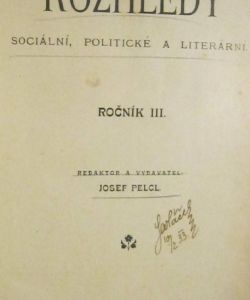 ROZHLEDY
SOCIÁLNÍ, POLITICKÉ A LITERÁRNÍ.
ROČNÍK III.
REDAKTOR A VYDAVATEL
JOSEF PELCL.